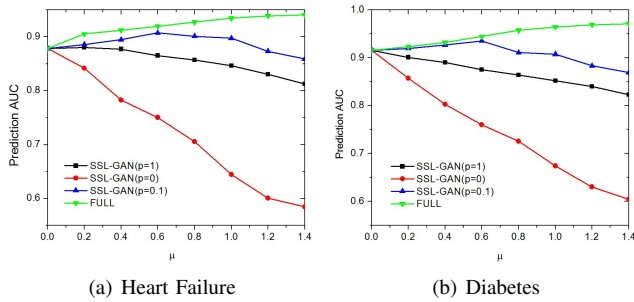 0.9
0.8
0.7
0.6
Prediction AUC
SSL-GAN(p=1)
SSL-GAN(p=0)
SSL-GAN(p=0.1)
FULL
0.0 0.2 0.4 0.6 0.8 1.0 1.2 1.4
μ
(a) Heart Failure
1.0
0.9
0.8
0.7
0.6
Prediction AUC
SSL-GAN(p=1)
SSL-GAN(p=0)
SSL-GAN(p=0.1)
FULL
0.0 0.2 0.4 0.6 0.8 1.0 1.2 1.4
μ
(b) Diabetes